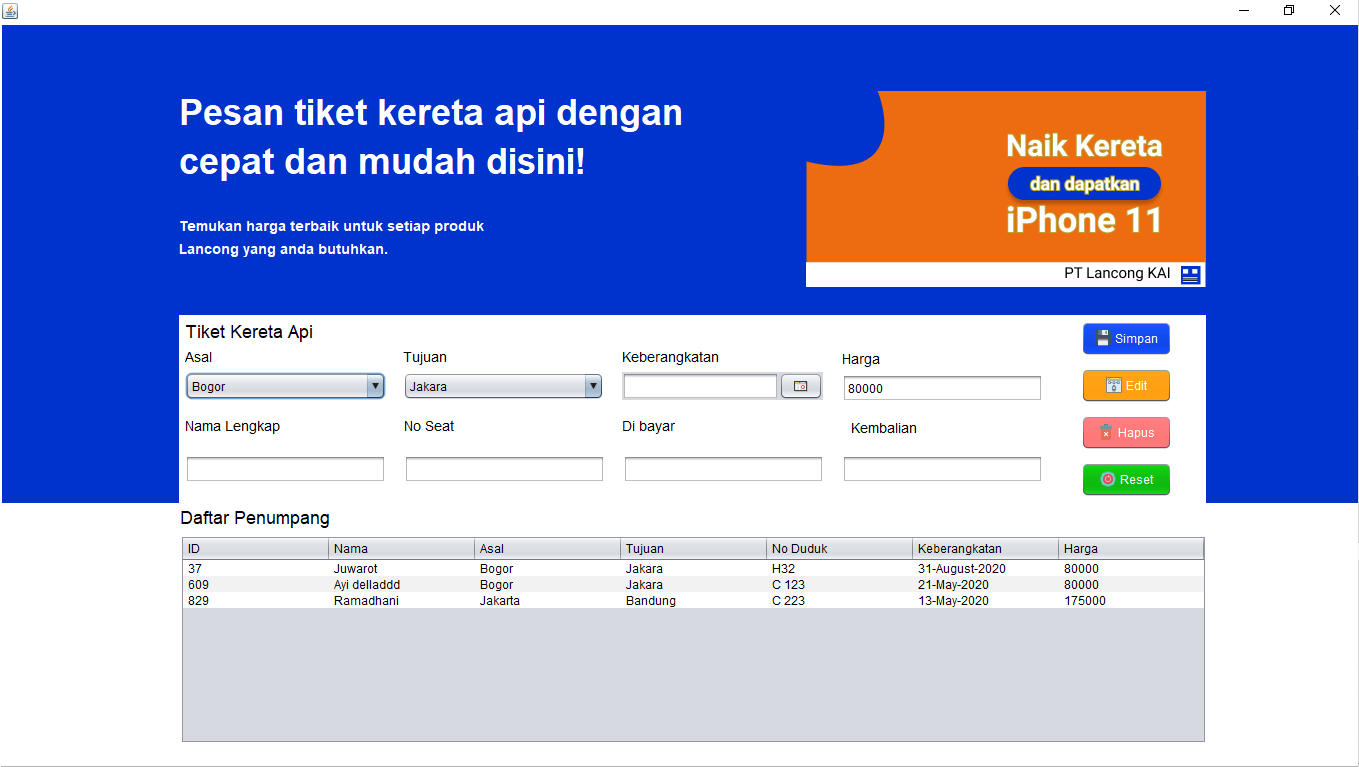 Pesan tiket kereta api dengan
cepat dan mudah disini!
Temukan harga terbaik untuk setiap produk
Lancong yang anda butuhkan.
Naik Kereta
dan dapatkan
iPhone 11
PT Lancong KAI
Tiket Kereta Api
Asal Tujuan Keberangkatan Harga
Bogor Jakara 80000
Nama Lengkap No Seat Di bayar Kembalian
Simpan
Edit
Hapus
Reset
Daftar Penumpang
ID Nama Asal Tujuan No Duduk Keberangkatan Harga
37 Juwarot Bogor Jakara H32 31-August-2020 80000
609 Ayi delladdd Bogor Jakara C 123 21-May-2020 80000
829 Ramadhani Jakarta Bandung C 223 13-May-2020 175000